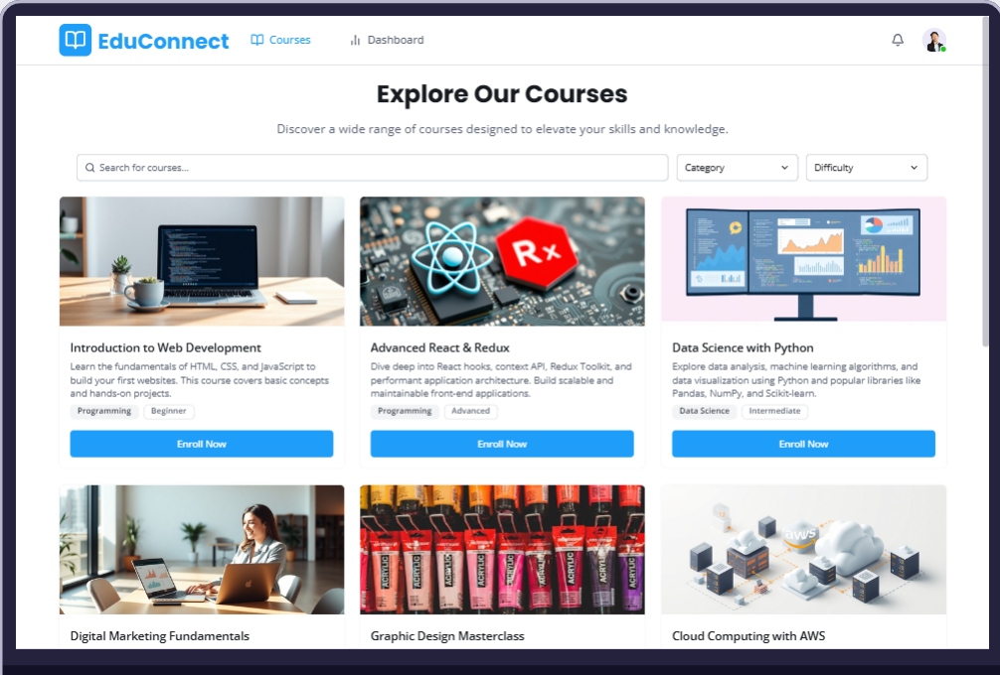 EduConnect
Courses
Dashboard
Explore Our Courses
Discover a wide range of courses designed to elevate your skills and knowledge.
Search for courses...
Category
Difficulty
Rx
Introduction to Web Development
Learn the fundamentals of HTML, CSS, and JavaScript to
build your first websites. This course covers basic concepts
and hands-on projects.
Programming
Beginner
Enroll Now
Advanced React & Redux
Dive deep into React hooks, context API, Redux Toolkit, and
performant application architecture. Build scalable and
maintainable front-end applications.
Programming
Advanced
Enroll Now
Data Science with Python
Explore data analysis, machine learning algorithms, and
data visualization using Python and popular libraries like
Pandas, NumPy, and Scikit-learn.
Data Science
Intermediate
Enroll Now
ACRYLIC
ACRYLIC
ACRYLIC
ACRYLIC
ACRYLIC
ACRYLIC
ACRYLIC
ACRYLIC
ACRYLIC
aws
Digital Marketing Fundamentals
Graphic Design Masterclass
Cloud Computing with AWS